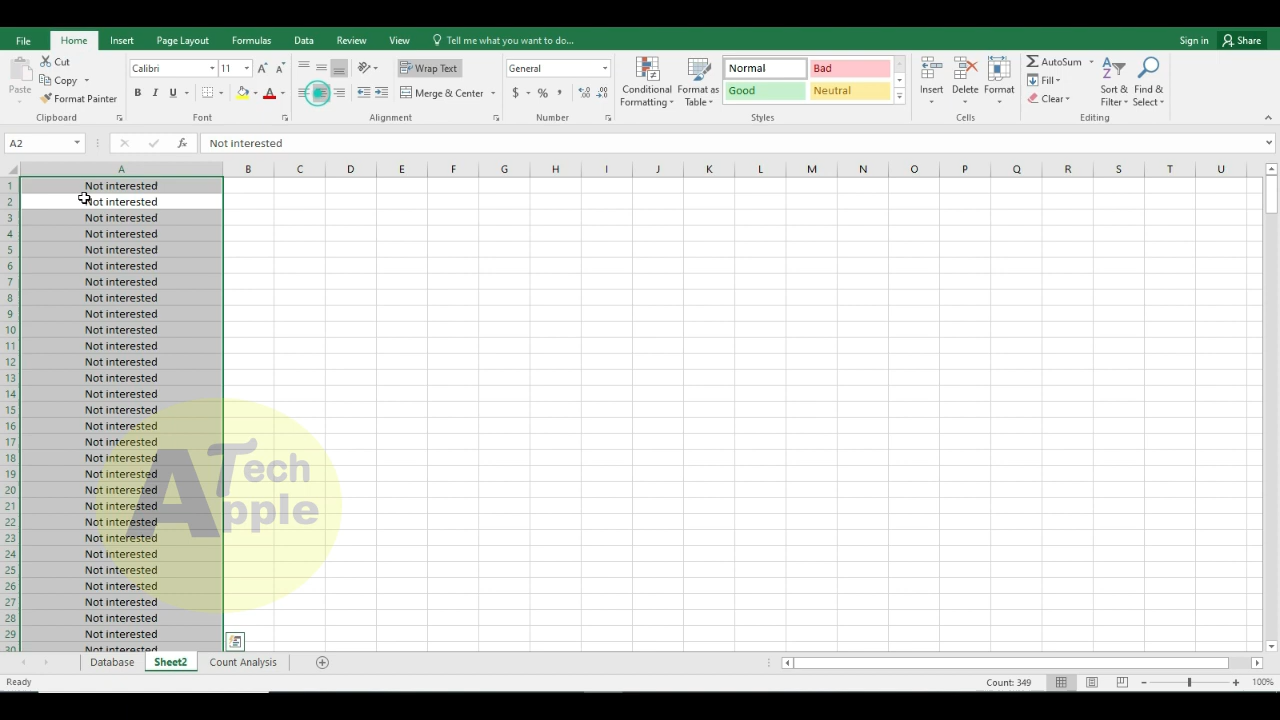 File Home Insert Page Layout Formulas Data Review View Tell me what you want to do... Sign in Share
Cut
Copy
Format Painter
Paste
Clipboard
Calibri 11
B I U
Font
Wrap Text
Merge & Center
Alignment
General
$ % ,
Number
Conditional Formatting
Format as Table
Normal Bad
Good Neutral
Styles
Insert Delete Format
Cells
AutoSum
Fill
Clear
Sort & Filter
Find & Select
Editing
A2 fx Not interested
A B C D E F G H I J K L M N O P Q R S T U
1 Not interested
2 Not interested
3 Not interested
4 Not interested
5 Not interested
6 Not interested
7 Not interested
8 Not interested
9 Not interested
10 Not interested
11 Not interested
12 Not interested
13 Not interested
14 Not interested
15 Not interested
16 Not interested
17 Not interested
18 Not interested
19 Not interested
20 Not interested
21 Not interested
22 Not interested
23 Not interested
24 Not interested
25 Not interested
26 Not interested
27 Not interested
28 Not interested
29 Not interested
30 Not interested
A Tech
Apple
Database Sheet2 Count Analysis
Ready Count: 349 100%